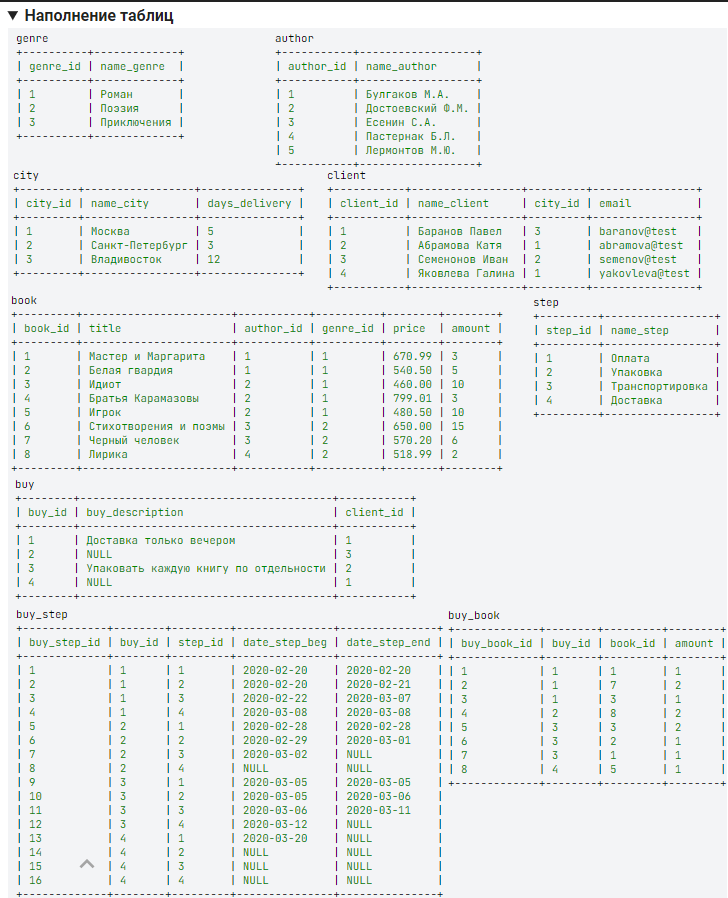 ▼ Наполнение таблиц
genre
+----------+-------------+
| genre_id | name_genre  |
+----------+-------------+
| 1        | Роман       |
| 2        | Поэзия      |
| 3        | Приключения |
+----------+-------------+
author
+-----------+------------------+
| author_id | name_author      |
+-----------+------------------+
| 1         | Булгаков М.А.    |
| 2         | Достоевский Ф.М. |
| 3         | Есенин С.А.      |
| 4         | Пастернак Б.Л.   |
| 5         | Лермонтов М.Ю.   |
+-----------+------------------+
city
+---------+-----------------+---------------+
| city_id | name_city       | days_delivery |
+---------+-----------------+---------------+
| 1       | Москва          | 5             |
| 2       | Санкт-Петербург | 3             |
| 3       | Владивосток     | 12            |
+---------+-----------------+---------------+
client
+-----------+-----------------+---------+----------------+
| client_id | name_client     | city_id | email          |
+-----------+-----------------+---------+----------------+
| 1         | Баранов Павел   | 3       | baranov@test   |
| 2         | Абрамова Катя   | 1       | abramova@test  |
| 3         | Семенонов Иван  | 2       | semenov@test   |
| 4         | Яковлева Галина | 1       | yakovleva@test |
+-----------+-----------------+---------+----------------+
book
+---------+-----------------------+-----------+----------+--------+--------+
| book_id | title                 | author_id | genre_id | price  | amount |
+---------+-----------------------+-----------+----------+--------+--------+
| 1       | Мастер и Маргарита    | 1         | 1        | 670.99 | 3      |
| 2       | Белая гвардия         | 1         | 1        | 540.50 | 5      |
| 3       | Идиот                 | 2         | 1        | 460.00 | 10     |
| 4       | Братья Карамазовы     | 2         | 1        | 799.01 | 3      |
| 5       | Игрок                 | 2         | 1        | 480.50 | 10     |
| 6       | Стихотворения и поэмы | 3         | 2        | 650.00 | 15     |
| 7       | Черный человек        | 3         | 2        | 570.20 | 6      |
| 8       | Лирика                | 4         | 2        | 518.99 | 2      |
+---------+-----------------------+-----------+----------+--------+--------+
step
+---------+-----------------+
| step_id | name_step       |
+---------+-----------------+
| 1       | Оплата          |
| 2       | Упаковка        |
| 3       | Транспортировка |
| 4       | Доставка        |
+---------+-----------------+
buy
+--------+---------------------------------------+-----------+
| buy_id | buy_description                       | client_id |
+--------+---------------------------------------+-----------+
| 1      | Доставка только вечером               | 1         |
| 2      | NULL                                  | 3         |
| 3      | Упаковать каждую книгу по отдельности | 2         |
| 4      | NULL                                  | 1         |
+--------+---------------------------------------+-----------+
buy_step
+-------------+--------+---------+---------------+---------------+
| buy_step_id | buy_id | step_id | date_step_beg | date_step_end |
+-------------+--------+---------+---------------+---------------+
| 1           | 1      | 1       | 2020-02-20    | 2020-02-20    |
| 2           | 1      | 2       | 2020-02-20    | 2020-02-21    |
| 3           | 1      | 3       | 2020-02-22    | 2020-03-07    |
| 4           | 1      | 4       | 2020-03-08    | 2020-03-08    |
| 5           | 2      | 1       | 2020-02-28    | 2020-02-28    |
| 6           | 2      | 2       | 2020-02-29    | 2020-03-01    |
| 7           | 2      | 3       | 2020-03-02    | NULL          |
| 8           | 2      | 4       | NULL          | NULL          |
| 9           | 3      | 1       | 2020-03-05    | 2020-03-05    |
| 10          | 3      | 2       | 2020-03-05    | 2020-03-06    |
| 11          | 3      | 3       | 2020-03-06    | 2020-03-11    |
| 12          | 3      | 4       | 2020-03-12    | NULL          |
| 13          | 4      | 1       | 2020-03-20    | NULL          |
| 14          | 4      | 2       | NULL          | NULL          |
| 15          | 4      | 3       | NULL          | NULL          |
| 16          | 4      | 4       | NULL          | NULL          |
+-------------+--------+---------+---------------+---------------+
buy_book
+-------------+--------+---------+--------+
| buy_book_id | buy_id | book_id | amount |
+-------------+--------+---------+--------+
| 1           | 1      | 1       | 1      |
| 2           | 1      | 7       | 2      |
| 3           | 1      | 3       | 1      |
| 4           | 2      | 8       | 2      |
| 5           | 3      | 3       | 2      |
| 6           | 3      | 2       | 1      |
| 7           | 3      | 1       | 1      |
| 8           | 4      | 5       | 1      |
+-------------+--------+---------+--------+